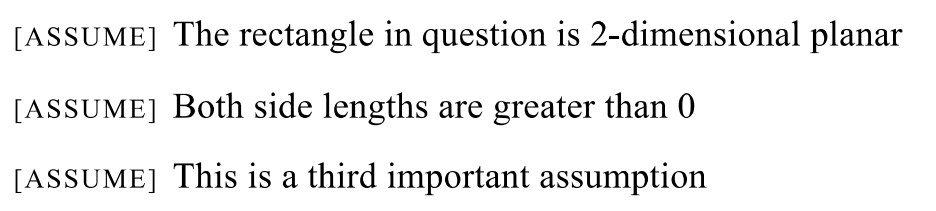 [ASSUME] The rectangle in question is 2-dimensional planar
[ASSUME] Both side lengths are greater than 0
[ASSUME] This is a third important assumption